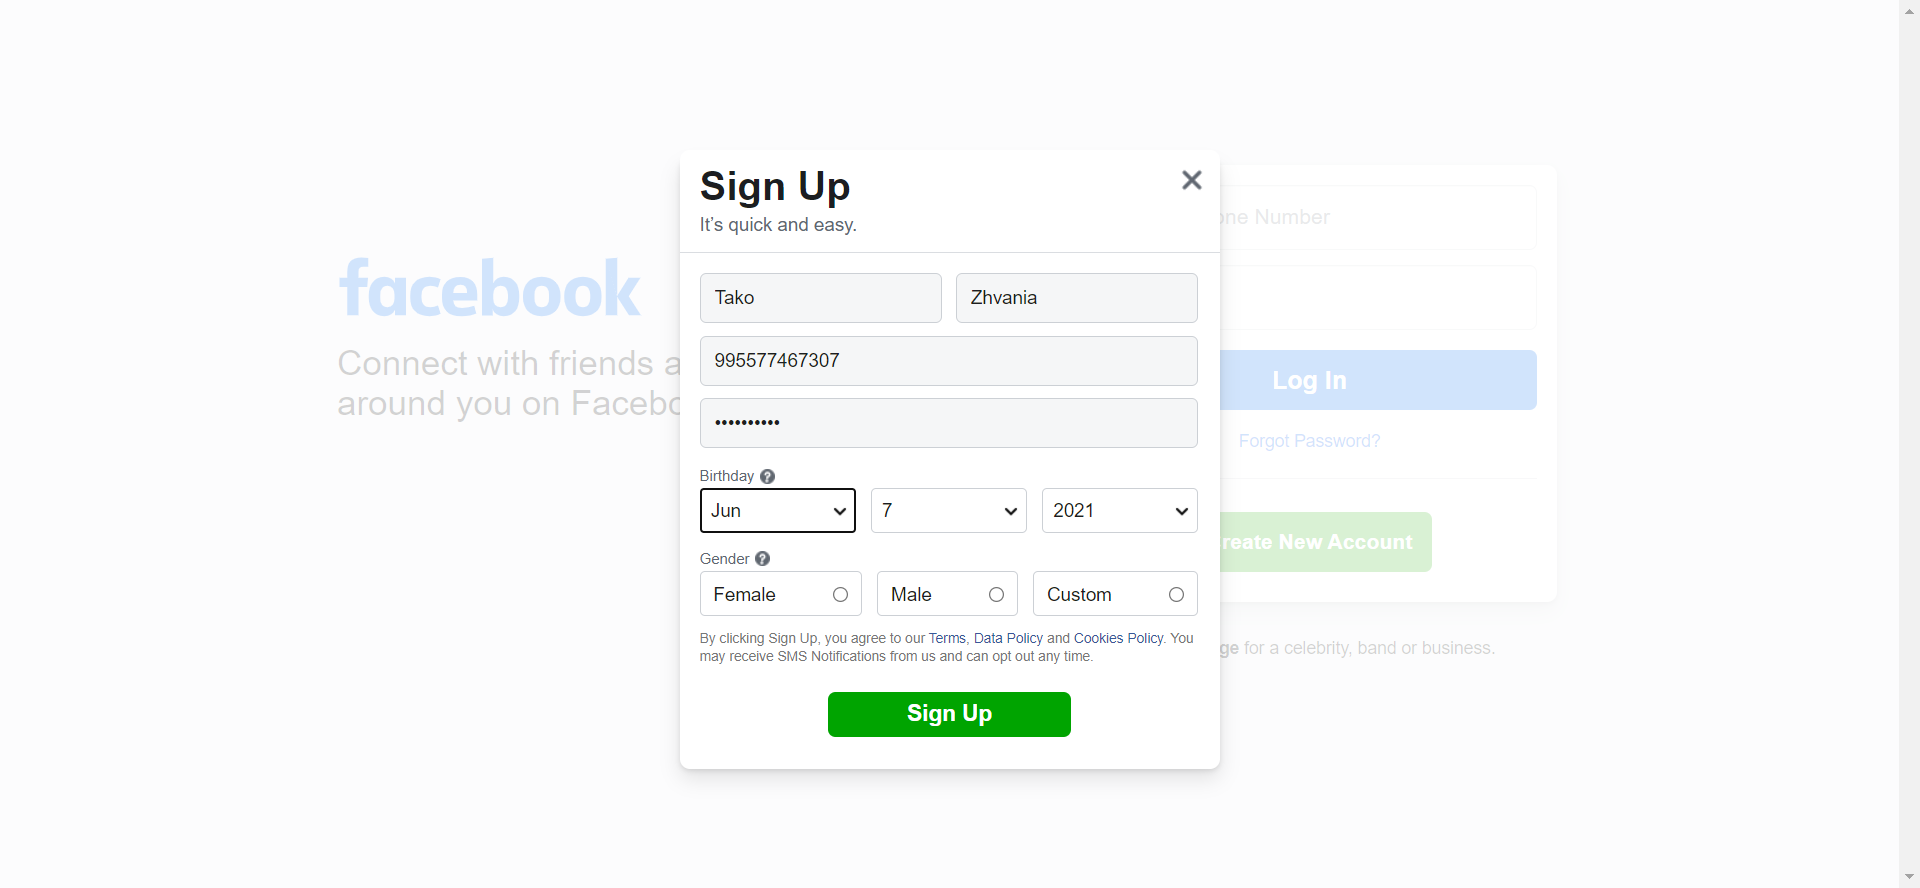 facebook
Connect with friends a
around you on Facebo
Sign Up
It's quick and easy.
Tako
Zhvania
995577467307
••••••••••
Birthday ?
Jun
7
2021
Gender ?
Female
Male
Custom
By clicking Sign Up, you agree to our Terms, Data Policy and Cookies Policy. You
may receive SMS Notifications from us and can opt out any time.
Sign Up
one Number
Log In
Forgot Password?
reate New Account
ge for a celebrity, band or business.